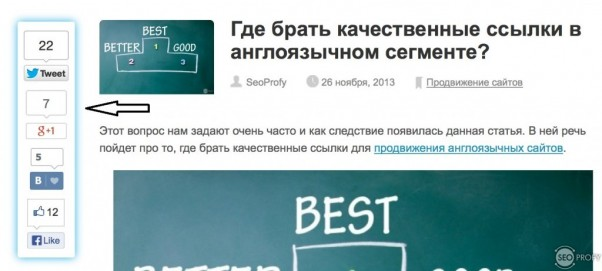 22
Tweet
7
g+1
5
B
12
Like
BEST
BETTER 1 GOOD
2 3
Где брать качественные ссылки в
англоязычном сегменте?
SeoProfy 26 ноября, 2013 Продвижение сайтов
Этот вопрос нам задают очень часто и как следствие появилась данная статья. В ней речь
пойдет про то, где брать качественные ссылки для продвижения англоязычных сайтов.
BEST
BETTER GOOD
SEO PROFY